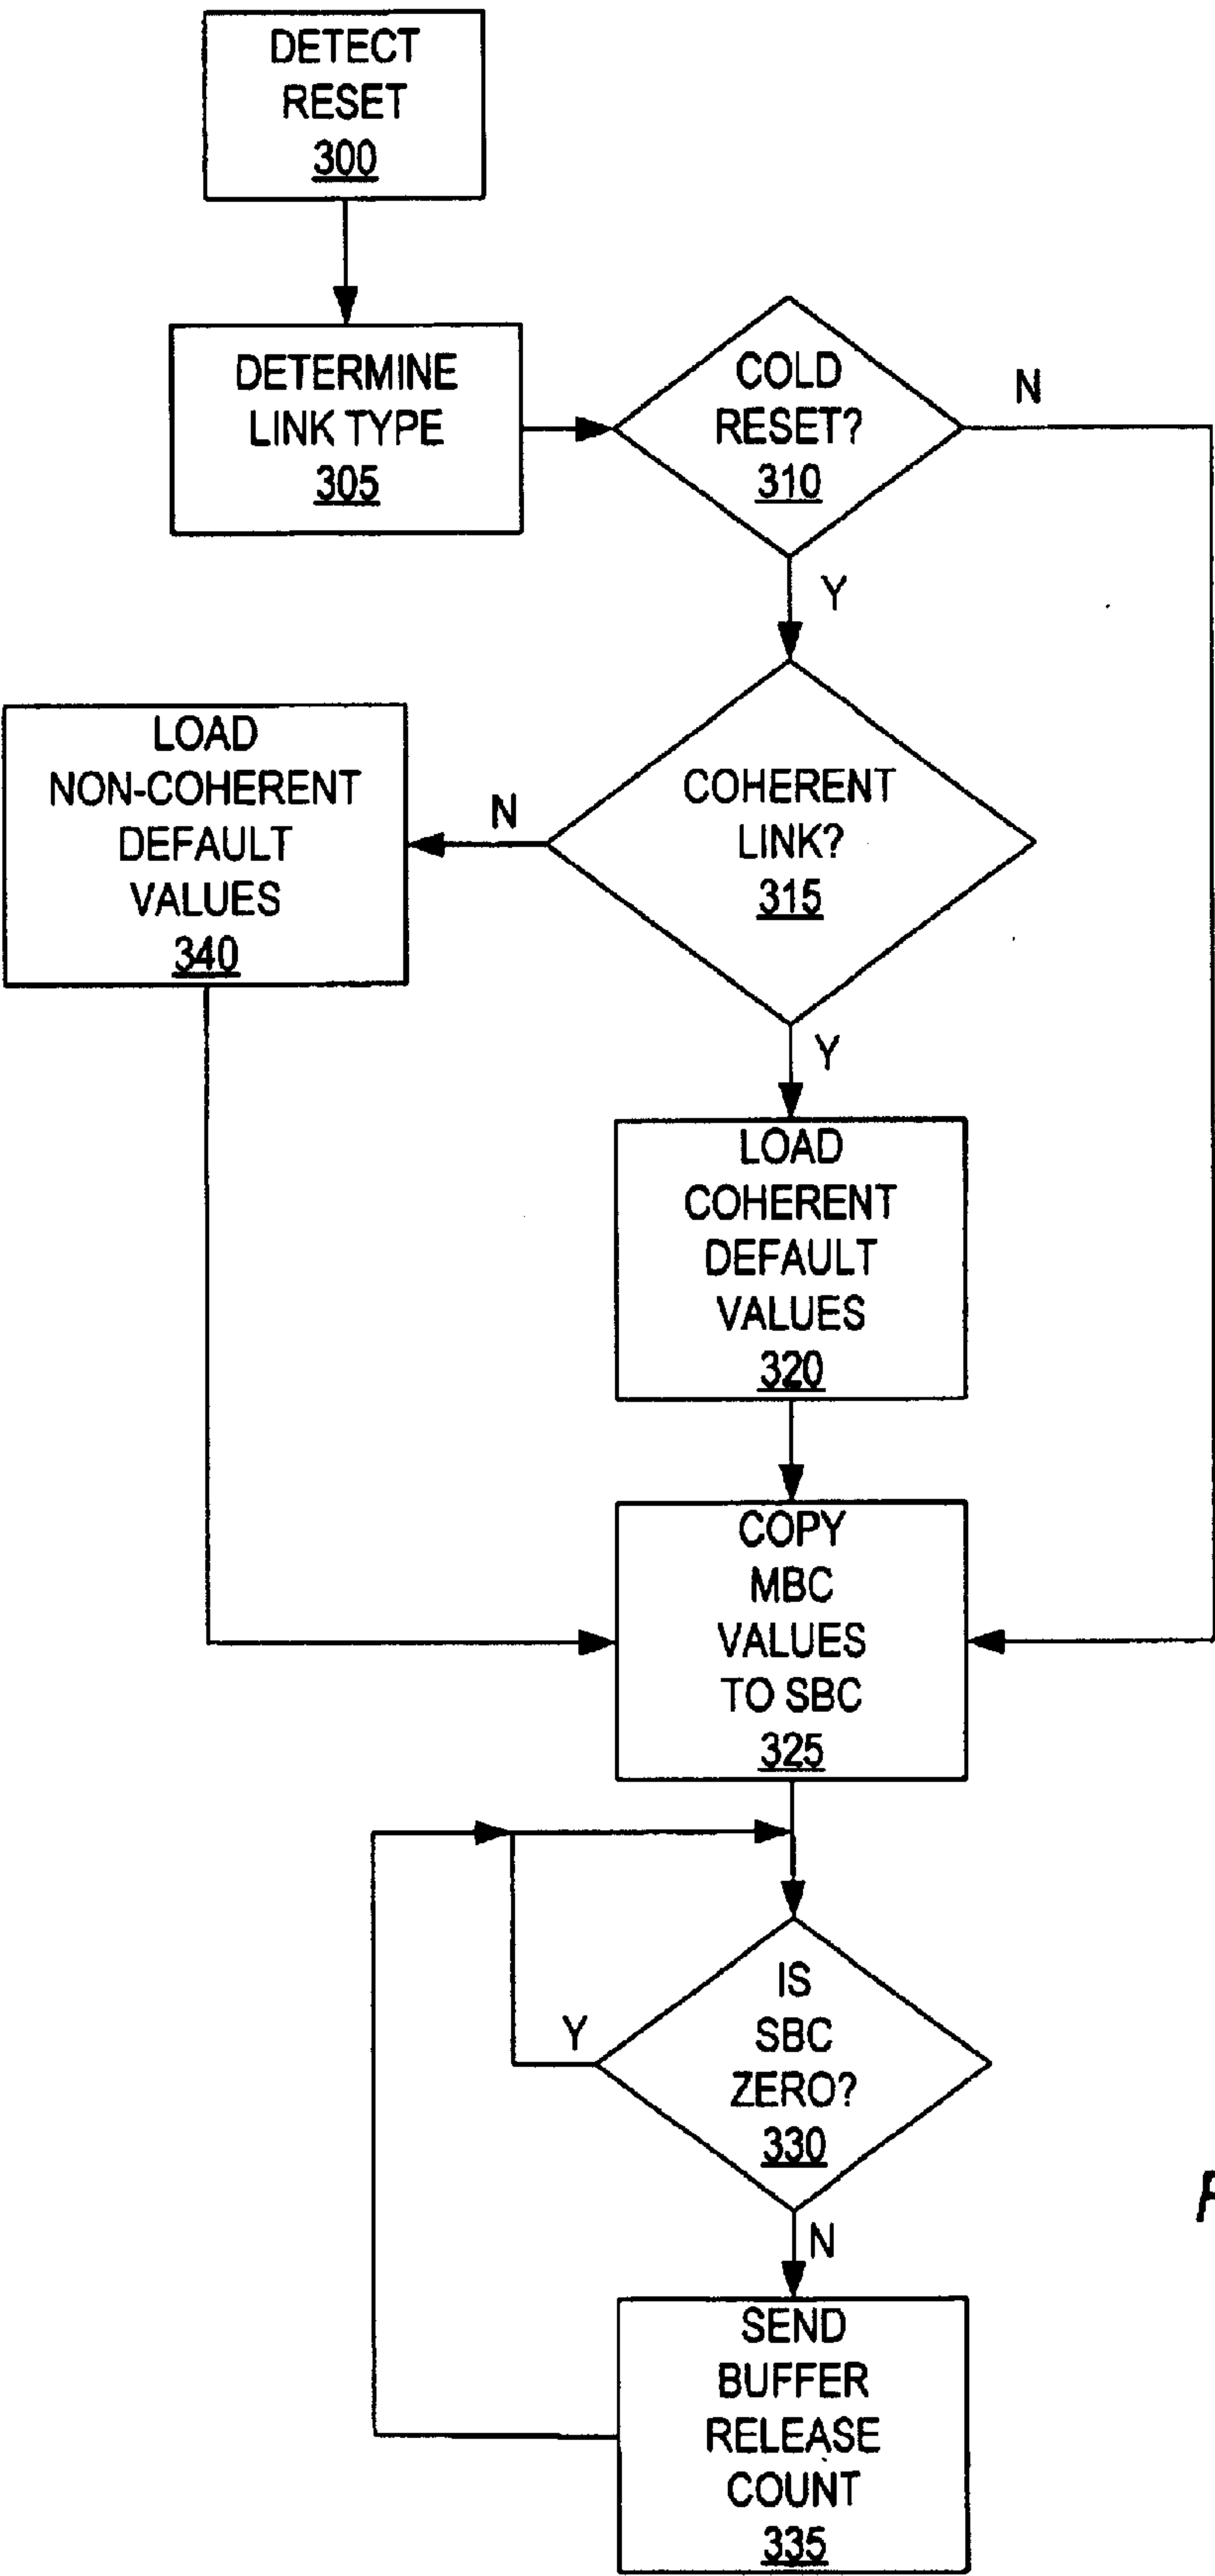 DETECT
RESET
300
DETERMINE
LINK TYPE
305
COLD
RESET?
310
N
Y
LOAD
NON-COHERENT
DEFAULT
VALUES
340
N
COHERENT
LINK?
315
Y
LOAD
COHERENT
DEFAULT
VALUES
320
COPY
MBC
VALUES
TO SBC
325
IS
SBC
ZERO?
330
Y
N
SEND
BUFFER
RELEASE
COUNT
335